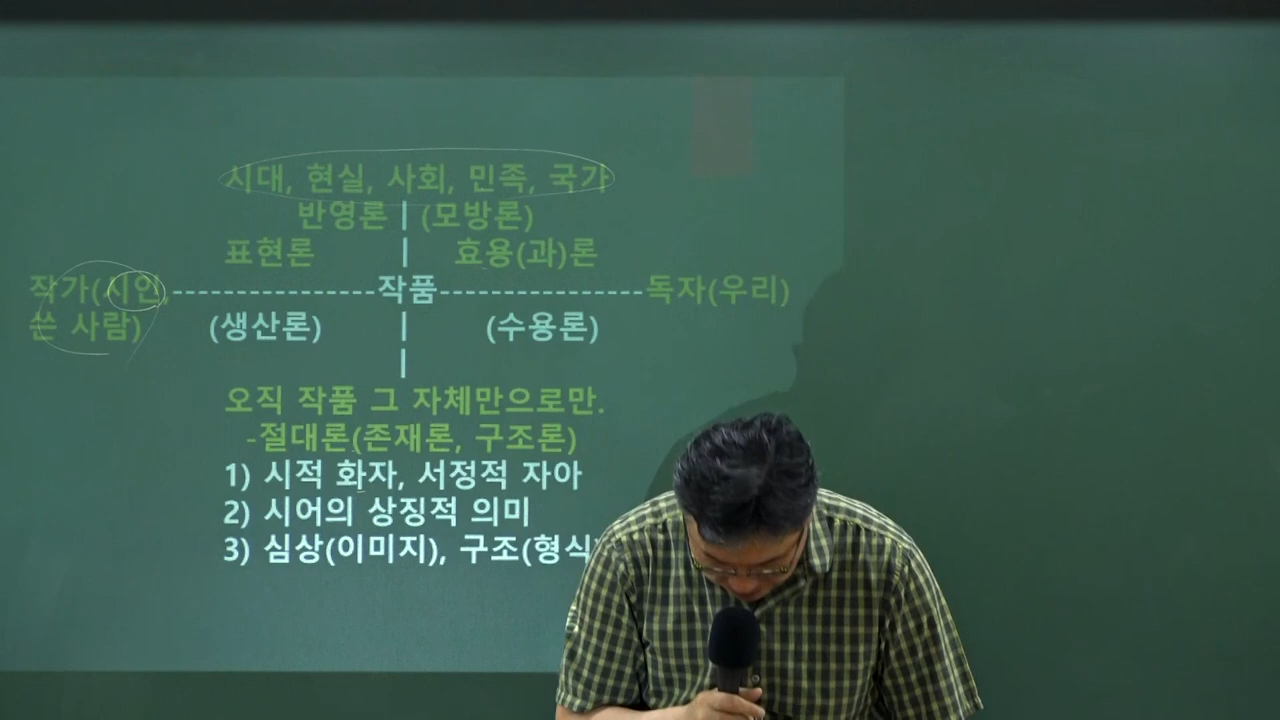 시대, 현실, 사회, 민족, 국가
반영론 | (모방론)
표현론 | 효용(과)론
작가(시인, ----------------작품----------------독자(우리)
쓴 사람) (생산론) | (수용론)
|
오직 작품 그 자체만으로만.
-절대론(존재론, 구조론)
1) 시적 화자, 서정적 자아
2) 시어의 상징적 의미
3) 심상(이미지), 구조(형식